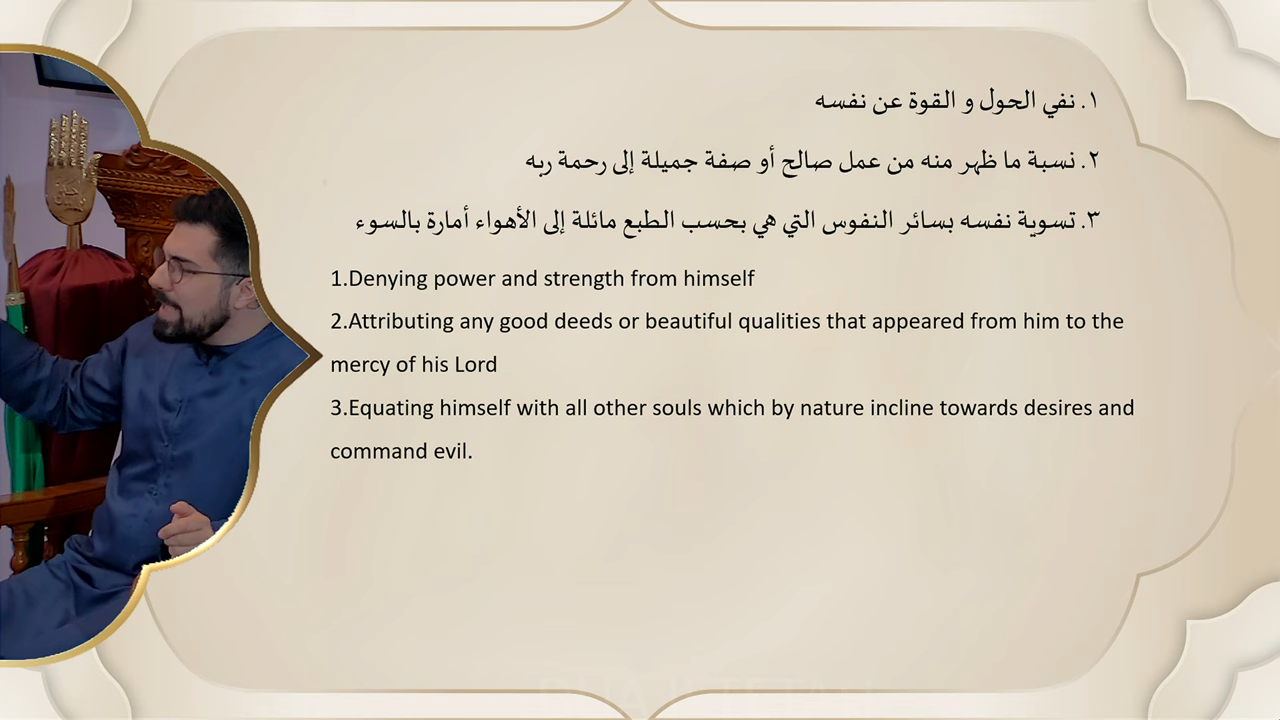 ١. نفي الحول و القوة عن نفسه
٢. نسبة ما ظهر منه من عمل صالح أو صفة جميلة إلى رحمة ربه
٣. تسوية نفسه بسائر النفوس التي هي بحسب الطبع مائلة إلى الأهواء أمارة بالسوء
1.Denying power and strength from himself
2.Attributing any good deeds or beautiful qualities that appeared from him to the
mercy of his Lord
3.Equating himself with all other souls which by nature incline towards desires and
command evil.